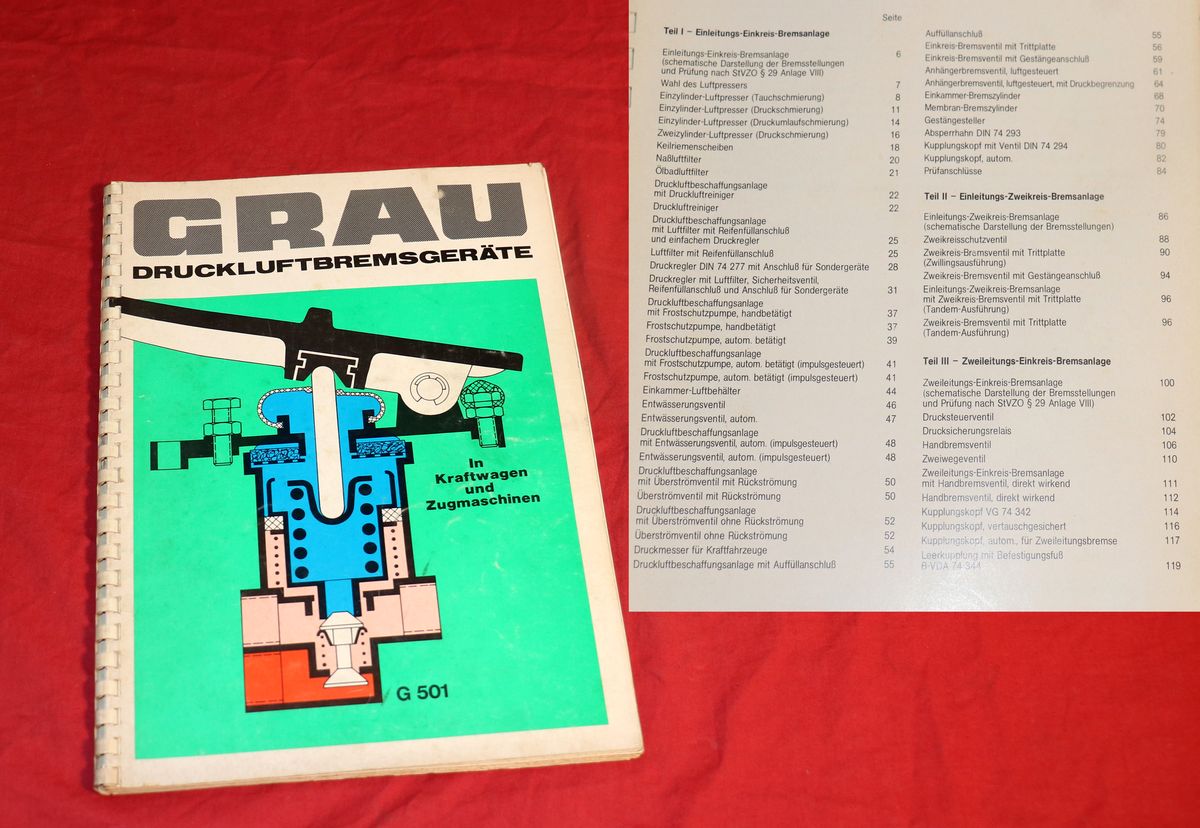 GRAU
DRUCKLUFTBREMSGERÄTE
In
Kraftwagen
und
Zugmaschinen
G 501
Seite
Teil I – Einleitungs-Einkreis-Bremsanlage
Einleitungs-Einkreis-Bremsanlage 6
(schematische Darstellung der Bremsstellungen
und Prüfung nach StVZO § 29 Anlage VIII)
Wahl des Luftpressers 7
Einzylinder-Luftpresser (Tauchschmierung) 8
Einzylinder-Luftpresser (Druckschmierung) 11
Einzylinder-Luftpresser (Druckumlaufschmierung) 14
Zweizylinder-Luftpresser (Druckschmierung) 16
Keilriemenscheiben 18
Naßluftfilter 20
Ölbadluftfilter 21
Druckluftbeschaffungsanlage
mit Druckluftreiniger 22
Druckluftreiniger 22
Druckluftbeschaffungsanlage
mit Luftfilter mit Reifenfüllanschluß
und einfachem Druckregler 25
Luftfilter mit Reifenfüllanschluß 25
Druckregler DIN 74 277 mit Anschluß für Sondergeräte 28
Druckregler mit Luftfilter, Sicherheitsventil,
Reifenfüllanschluß und Anschluß für Sondergeräte 31
Druckluftbeschaffungsanlage
mit Frostschutzpumpe, handbetätigt 37
Frostschutzpumpe, handbetätigt 37
Frostschutzpumpe, autom. betätigt 39
Druckluftbeschaffungsanlage
mit Frostschutzpumpe, autom. betätigt (impulsgesteuert) 41
Frostschutzpumpe, autom. betätigt (impulsgesteuert) 41
Einkammer-Luftbehälter 44
Entwässerungsventil 46
Entwässerungsventil, autom. 47
Druckluftbeschaffungsanlage
mit Entwässerungsventil, autom. (impulsgesteuert) 48
Entwässerungsventil, autom. (impulsgesteuert) 48
Druckluftbeschaffungsanlage
mit Überströmventil mit Rückströmung 50
Überströmventil mit Rückströmung 50
Druckluftbeschaffungsanlage
mit Überströmventil ohne Rückströmung 52
Überströmventil ohne Rückströmung 52
Druckmesser für Kraftfahrzeuge 54
Druckluftbeschaffungsanlage mit Auffüllanschluß 55
Auffüllanschluß 55
Einkreis-Bremsventil mit Trittplatte 56
Einkreis-Bremsventil mit Gestängeanschluß 59
Anhängerbremsventil, luftgesteuert 61
Anhängerbremsventil, luftgesteuert, mit Druckbegrenzung 64
Einkammer-Bremszylinder 68
Membran-Bremszylinder 70
Gestängesteller 74
Absperrhahn DIN 74 293 79
Kupplungskopf mit Ventil DIN 74 294 80
Kupplungskopf, autom. 82
Prüfanschlüsse 84
Teil II – Einleitungs-Zweikreis-Bremsanlage
Einleitungs-Zweikreis-Bremsanlage 86
(schematische Darstellung der Bremsstellungen)
Zweikreisschutzventil 88
Zweikreis-Bremsventil mit Trittplatte 90
(Zwillingsausführung)
Zweikreis-Bremsventil mit Gestängeanschluß 94
Einleitungs-Zweikreis-Bremsanlage
mit Zweikreis-Bremsventil mit Trittplatte 96
(Tandem-Ausführung)
Zweikreis-Bremsventil mit Trittplatte 96
(Tandem-Ausführung)
Teil III – Zweileitungs-Einkreis-Bremsanlage
Zweileitungs-Einkreis-Bremsanlage 100
(schematische Darstellung der Bremsstellungen
und Prüfung nach StVZO § 29 Anlage VIII)
Drucksteuerventil 102
Drucksicherungsrelais 104
Handbremsventil 106
Zweiwegeventil 110
Zweileitungs-Einkreis-Bremsanlage
mit Handbremsventil, direkt wirkend 111
Handbremsventil, direkt wirkend 112
Kupplungskopf VG 74 342 114
Kupplungskopf, vertauschgesichert 116
Kupplungskopf, autom., für Zweileitungsbremse 117
Leerkupplung mit Befestigungsfuß
B-VDA 74 344 119